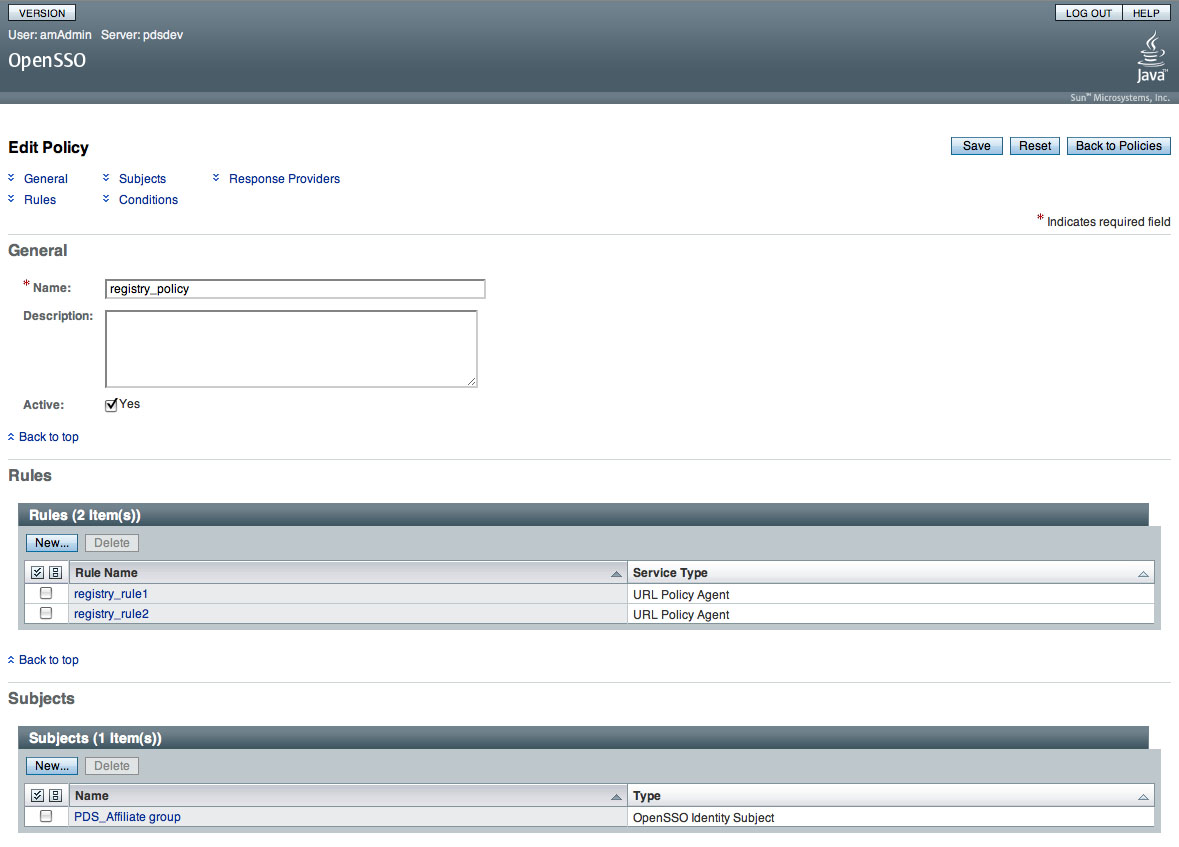 VERSION LOG OUT HELP
User: amAdmin Server: pdsdev
OpenSSO
Java™
Sun™ Microsystems, Inc.
Edit Policy Save Reset Back to Policies
General Subjects Response Providers
Rules Conditions
* Indicates required field
General
* Name: registry_policy
Description:
Active: Yes
Back to top
Rules
Rules (2 Item(s))
New... Delete
Rule Name Service Type
registry_rule1 URL Policy Agent
registry_rule2 URL Policy Agent
Back to top
Subjects
Subjects (1 Item(s))
New... Delete
Name Type
PDS_Affiliate group OpenSSO Identity Subject